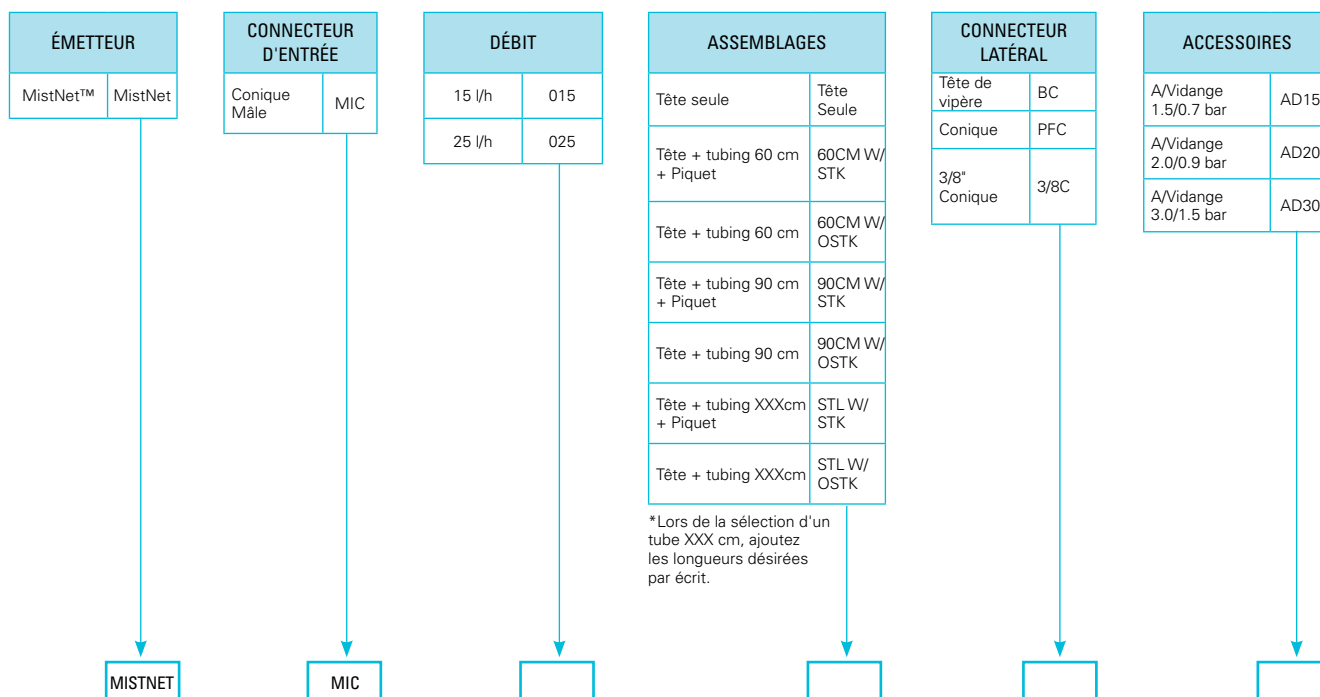 ÉMETTEUR
MistNet™ MistNet
CONNECTEUR
D'ENTRÉE
Conique
Mâle
MIC
DÉBIT
15 l/h 015
25 l/h 025
ASSEMBLAGES
Tête seule
Tête
Seule
Tête + tubing 60 cm
+ Piquet
60CM W/
STK
Tête + tubing 60 cm
60CM W/
OSTK
Tête + tubing 90 cm
+ Piquet
90CM W/
STK
Tête + tubing 90 cm
90CM W/
OSTK
Tête + tubing XXXcm
+ Piquet
STL W/
STK
Tête + tubing XXXcm
STL W/
OSTK
*Lors de la sélection d'un
tube XXX cm, ajoutez
les longueurs désirées
par écrit.
CONNECTEUR
LATÉRAL
Tête de
vipère
BC
Conique PFC
3/8"
Conique
3/8C
ACCESSOIRES
A/Vidange
1.5/0.7 bar
AD15
A/Vidange
2.0/0.9 bar
AD20
A/Vidange
3.0/1.5 bar
AD30
MISTNET
MIC